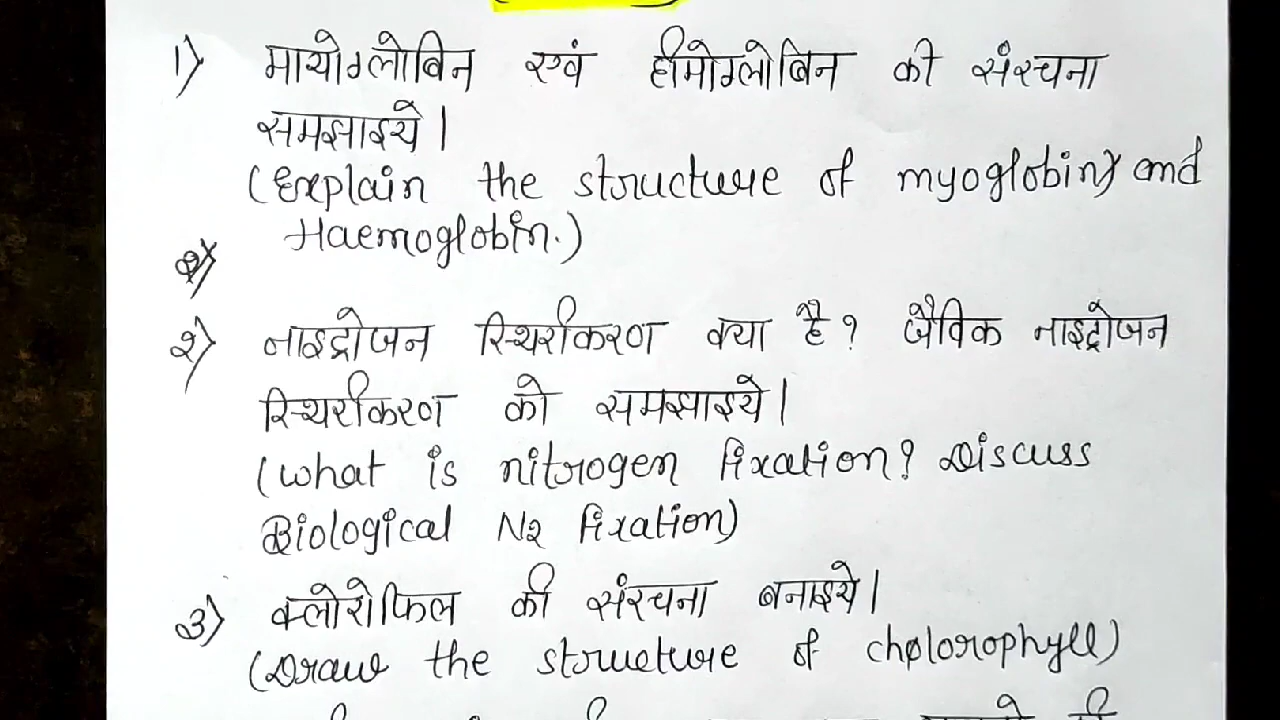 1) मायोग्लोबिन एवं हीमोग्लोबिन की संरचना
समझाइये।
(Explain the structure of myoglobin and
Haemoglobin.)
2) नाइट्रोजन स्थिरीकरण क्या है? जैविक नाइट्रोजन
स्थिरीकरण को समझाइये।
(what is nitrogen fixation? Discuss
Biological N2 fixation)
3) क्लोरोफिल की संरचना बनाइये।
(Draw the structure of cholorophyll)